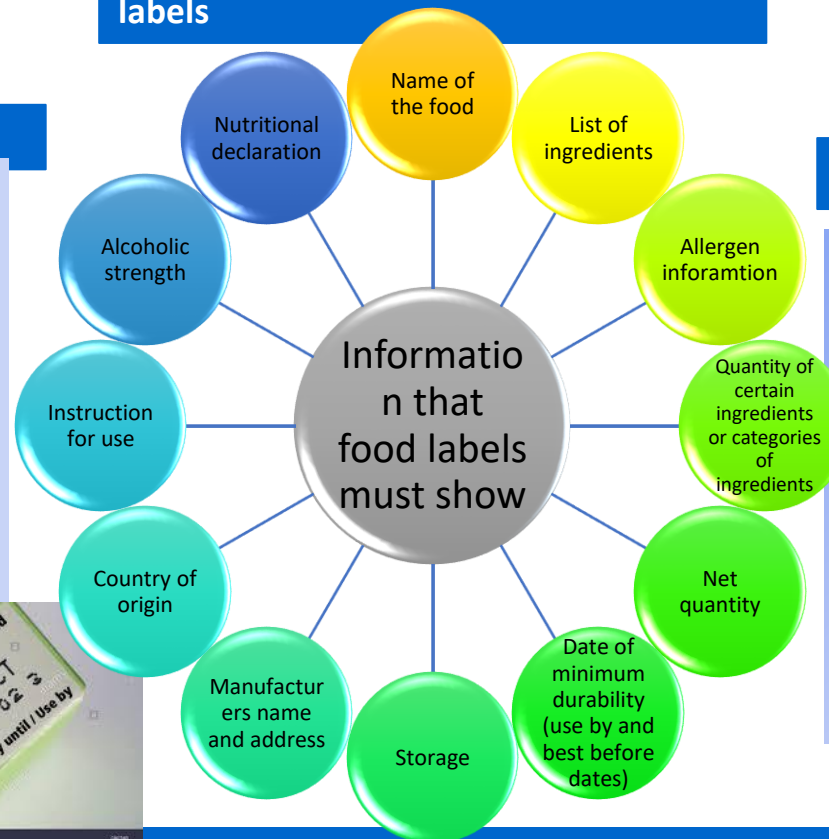 labels
Name of
the food
List of
ingredients
Allergen
inforamtion
Quantity of
certain
ingredients
or categories
of
ingredients
Net
quantity
Date of
minimum
durability
(use by and
best before
dates)
Storage
Manufactur
ers name
and address
Country of
origin
Instruction
for use
Alcoholic
strength
Nutritional
declaration
Informatio
n that
food labels
must show
until / Use by